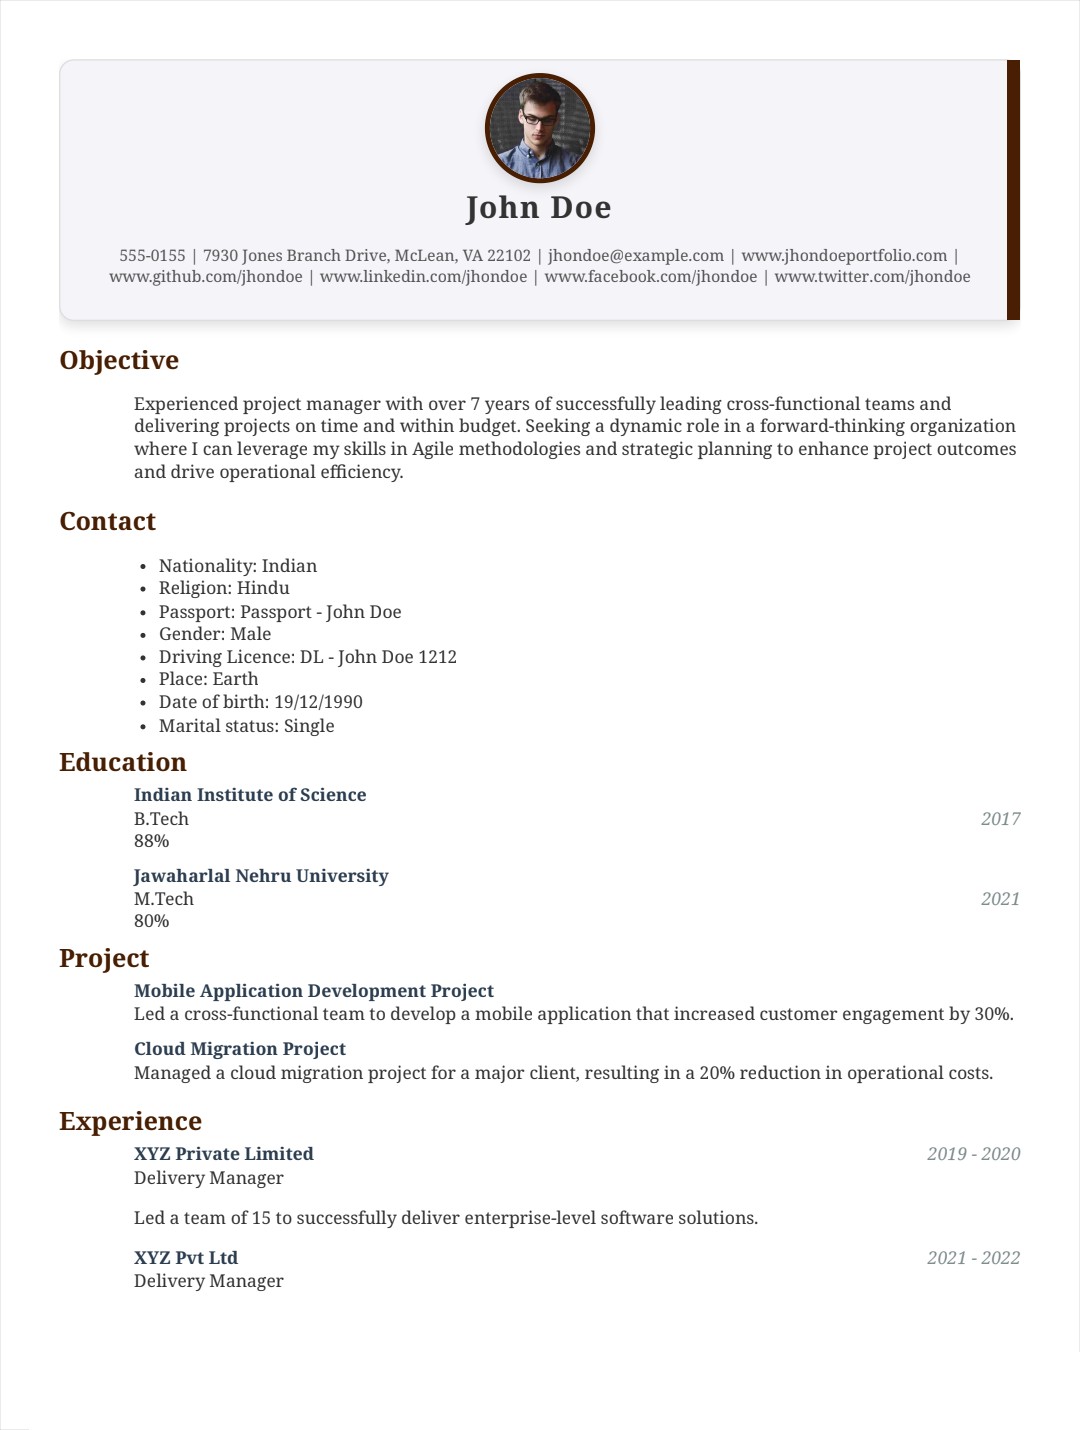 John Doe
555-0155 | 7930 Jones Branch Drive, McLean, VA 22102 | jhondoe@example.com | www.jhondoeportfolio.com |
www.github.com/jhondoe | www.linkedin.com/jhondoe | www.facebook.com/jhondoe | www.twitter.com/jhondoe
Objective
Experienced project manager with over 7 years of successfully leading cross-functional teams and
delivering projects on time and within budget. Seeking a dynamic role in a forward-thinking organization
where I can leverage my skills in Agile methodologies and strategic planning to enhance project outcomes
and drive operational efficiency.
Contact
• Nationality: Indian
• Religion: Hindu
• Passport: Passport - John Doe
• Gender: Male
• Driving Licence: DL - John Doe 1212
• Place: Earth
• Date of birth: 19/12/1990
• Marital status: Single
Education
Indian Institute of Science
B.Tech 2017
88%
Jawaharlal Nehru University
M.Tech 2021
80%
Project
Mobile Application Development Project
Led a cross-functional team to develop a mobile application that increased customer engagement by 30%.
Cloud Migration Project
Managed a cloud migration project for a major client, resulting in a 20% reduction in operational costs.
Experience
XYZ Private Limited 2019 - 2020
Delivery Manager
Led a team of 15 to successfully deliver enterprise-level software solutions.
XYZ Pvt Ltd 2021 - 2022
Delivery Manager